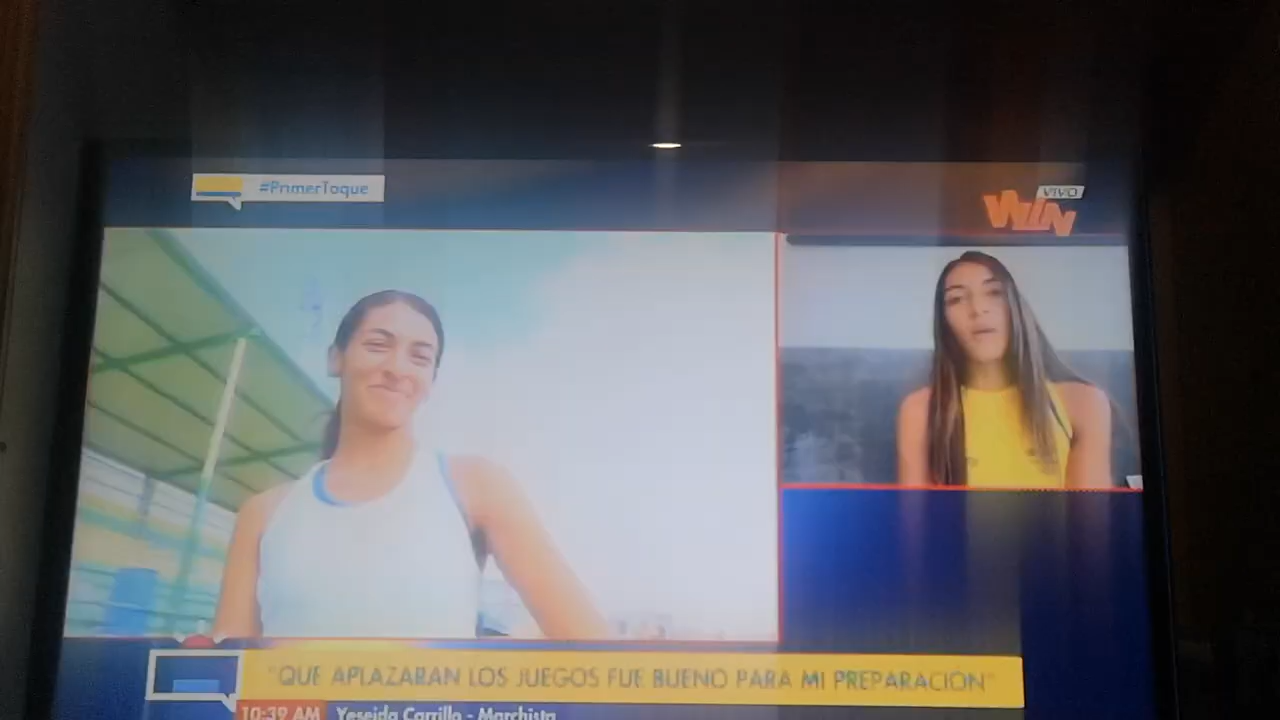 #PrimerToque
VIVO
WIN
"QUE APLAZARAN LOS JUEGOS FUE BUENO PARA MI PREPARACIÓN"
10:39 AM Yeseida Carrillo - Marchista